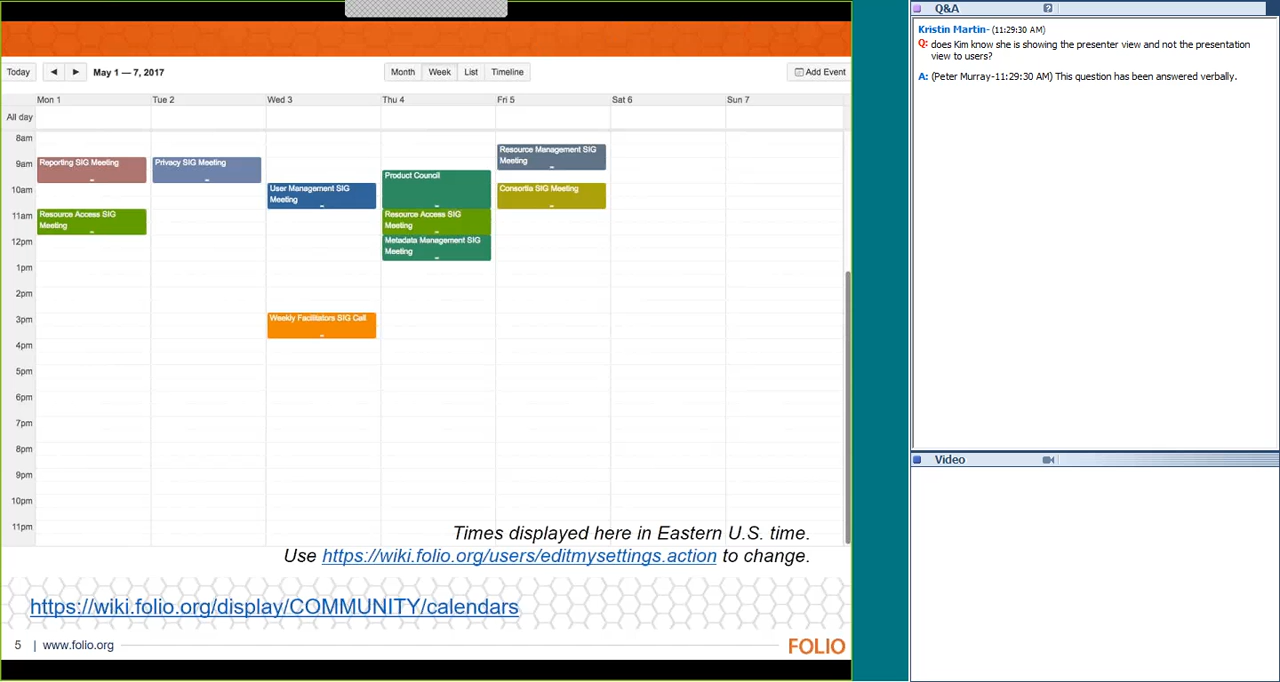 Today
May 1 — 7, 2017
Month
Week
List
Timeline
Add Event
Mon 1
Tue 2
Wed 3
Thu 4
Fri 5
Sat 6
Sun 7
All day
8am
9am
10am
11am
12pm
1pm
2pm
3pm
4pm
5pm
6pm
7pm
8pm
9pm
10pm
11pm
Reporting SIG Meeting
Resource Access SIG
Meeting
Privacy SIG Meeting
User Management SIG
Meeting
Weekly Facilitators SIG Call
Product Council
Resource Access SIG
Meeting
Metadata Management SIG
Meeting
Resource Management SIG
Meeting
Consortia SIG Meeting
Times displayed here in Eastern U.S. time.
Use https://wiki.folio.org/users/editmysettings.action to change.
https://wiki.folio.org/display/COMMUNITY/calendars
5 | www.folio.org
FOLIO
Q&A
?
Kristin Martin- (11:29:30 AM)
Q: does Kim know she is showing the presenter view and not the presentation
view to users?
A: (Peter Murray-11:29:30 AM) This question has been answered verbally.
Video